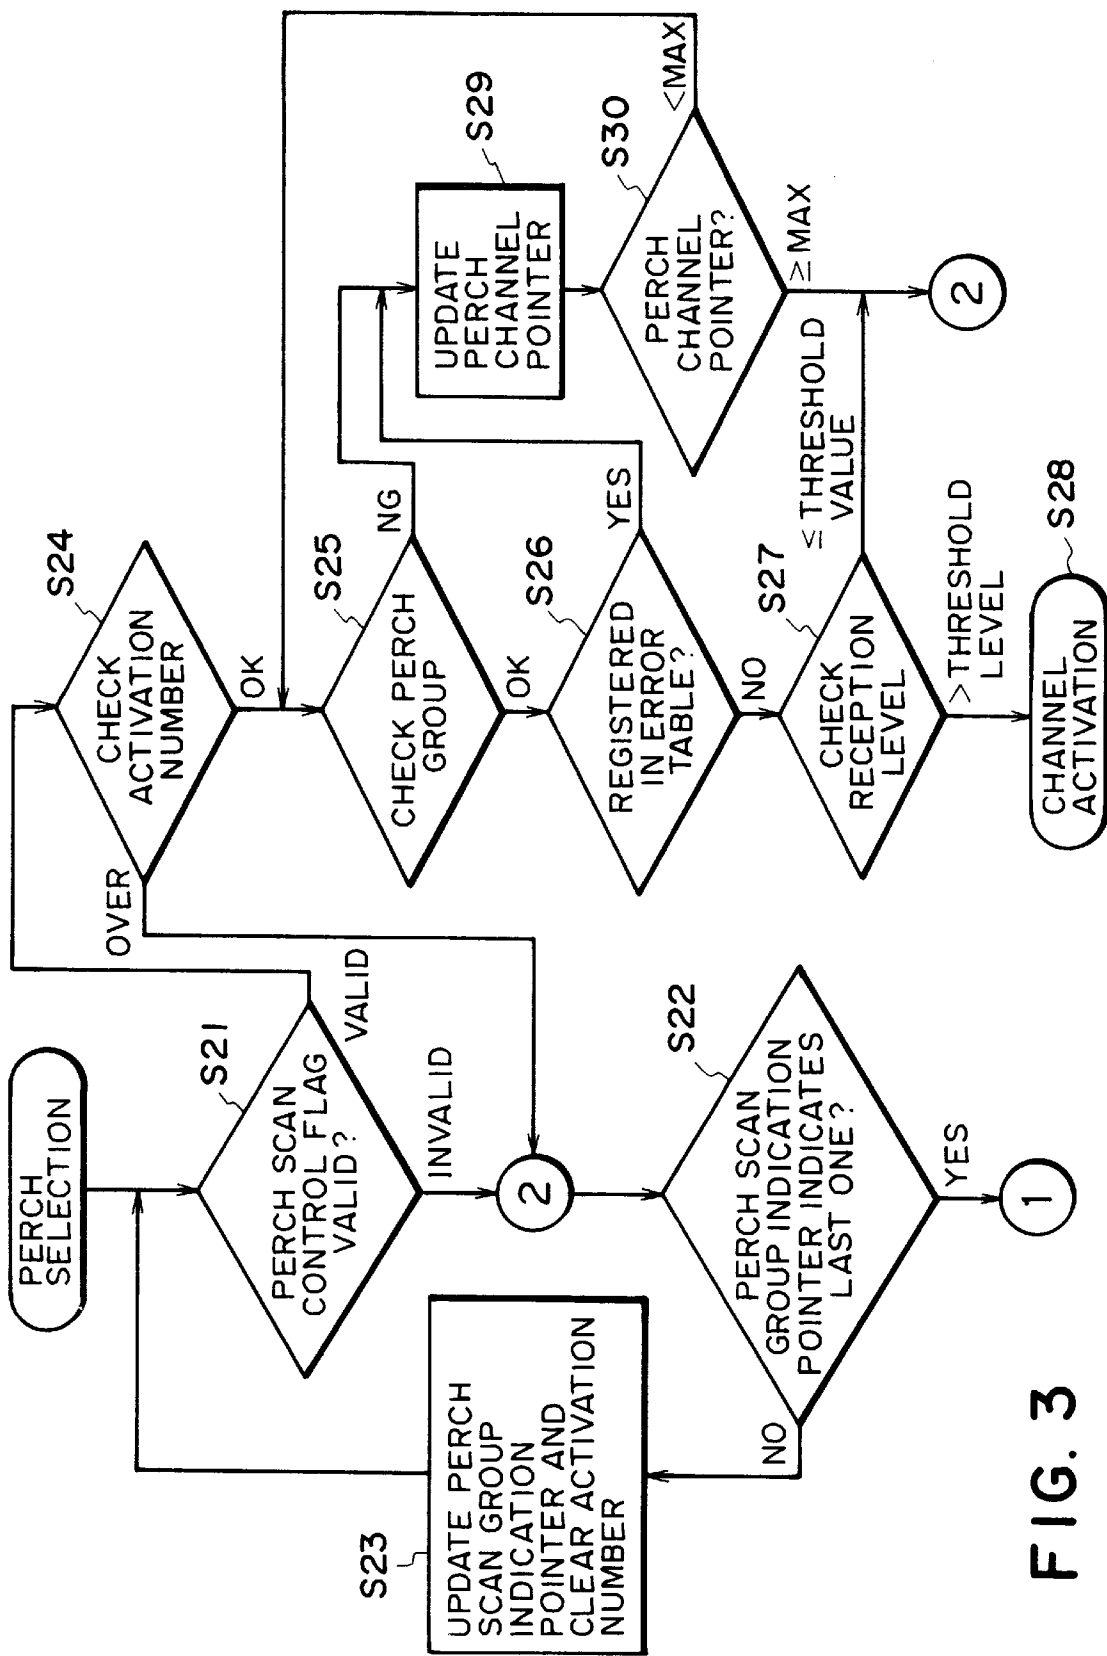 PERCH
SELECTION
S21
PERCH SCAN
CONTROL FLAG
VALID?
VALID
INVALID
2
S22
PERCH SCAN
GROUP INDICATION
POINTER INDICATES
LAST ONE?
NO
YES
1
S23
UPDATE PERCH
SCAN GROUP
INDICATION
POINTER AND
CLEAR ACTIVATION
NUMBER
S24
CHECK
ACTIVATION
NUMBER
OVER
OK
S25
CHECK PERCH
GROUP
NG
OK
S26
REGISTERED
IN ERROR
TABLE?
YES
NO
S27
CHECK
RECEPTION
LEVEL
≤ THRESHOLD
VALUE
>THRESHOLD
LEVEL
S28
CHANNEL
ACTIVATION
S29
UPDATE
PERCH
CHANNEL
POINTER
S30
PERCH
CHANNEL
POINTER?
<MAX
≥MAX
2
FIG. 3